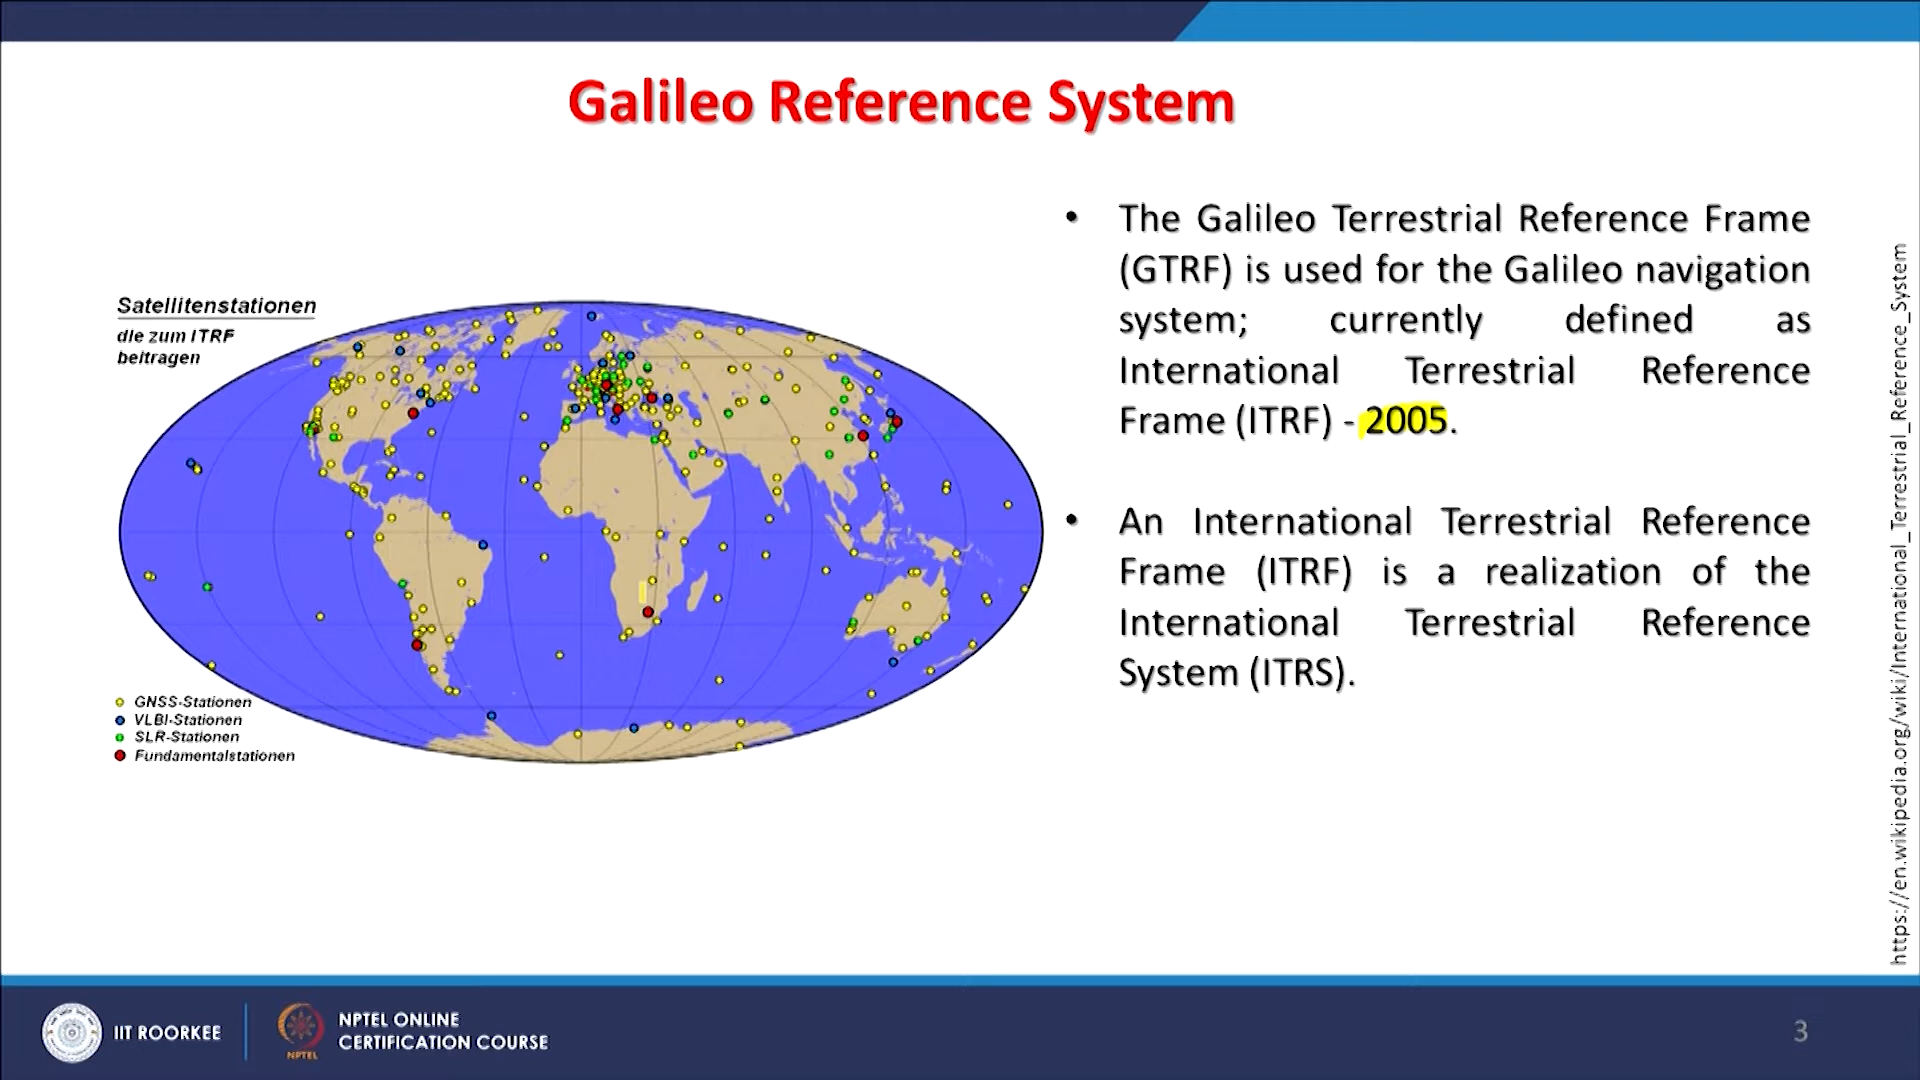 Galileo Reference System
Satellitenstationen
die zum ITRF
beitragen
GNSS-Stationen
VLBI-Stationen
SLR-Stationen
Fundamentalstationen
• The Galileo Terrestrial Reference Frame
(GTRF) is used for the Galileo navigation
system; currently defined as
International Terrestrial Reference
Frame (ITRF) - 2005.
• An International Terrestrial Reference
Frame (ITRF) is a realization of the
International Terrestrial Reference
System (ITRS).
https://en.wikipedia.org/wiki/International_Terrestrial_Reference_System
IIT ROORKEE
NPTEL
NPTEL ONLINE
CERTIFICATION COURSE
3